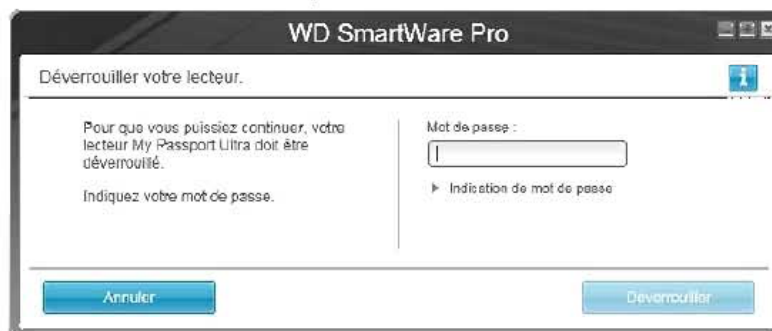 WD SmartWare Pro
Déverrouiller votre lecteur.
Pour que vous puissiez continuer, votre
lecteur My Passport Ultra doit être
déverrouillé.
Indiquez votre mot de passe.
Mot de passe :
Indication de mot de passe
Annuler
Déverrouiller